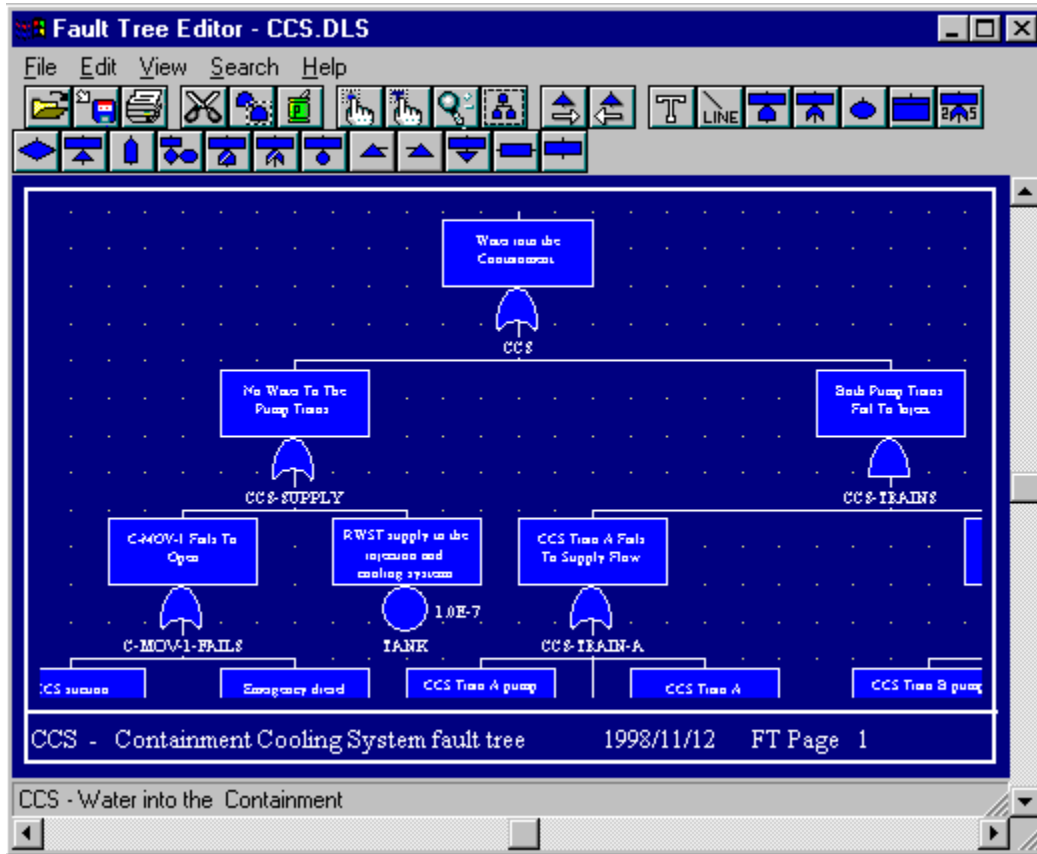 Fault Tree Editor - CCS.DLS
File Edit View Search Help
T LINE 2 5
Water into the
Containment
CCS
No Water To The
Pump Trains
Both Pump Trains
Fail To Inject
CCS-SUPPLY
CCS-TRAINS
C-MOV-1 Fails To
Open
RWST supply to the
injection and
cooling systems
CCS Train A Fails
To Supply Flow
1.0E-7
C-MOV-1-FAILS
TANK
CCS-TRAIN-A
CCS suction
Emergency diesel
CCS Train A pump
CCS Train A
CCS Train B pump
CCS - Containment Cooling System fault tree 1998/11/12 FT Page 1
CCS - Water into the Containment